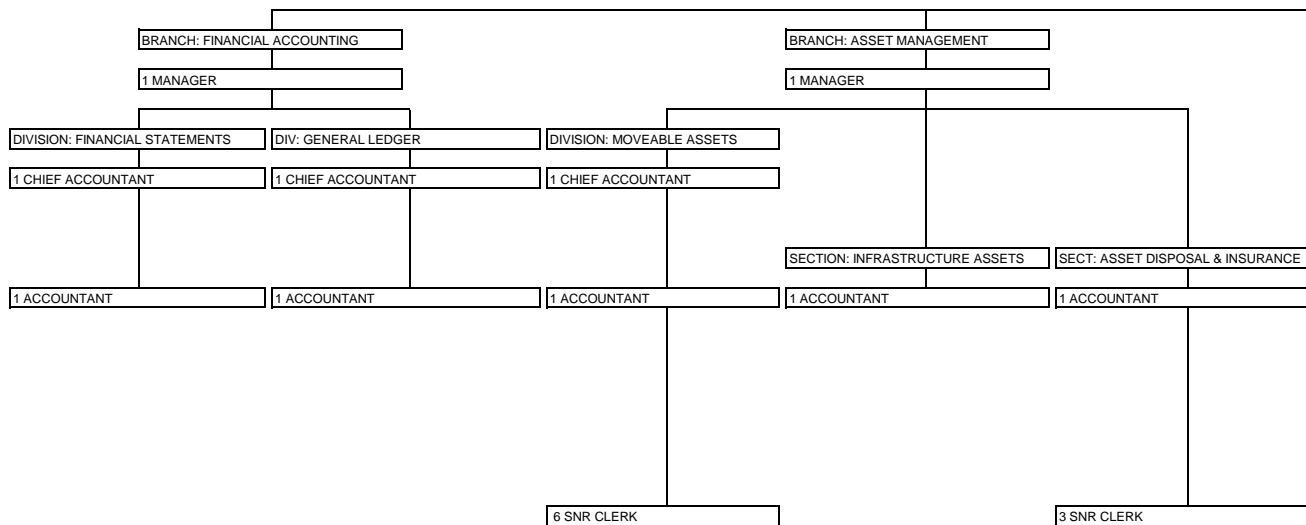 BRANCH: FINANCIAL ACCOUNTING
BRANCH: ASSET MANAGEMENT
1 MANAGER
1 MANAGER
DIVISION: FINANCIAL STATEMENTS
DIV: GENERAL LEDGER
DIVISION: MOVEABLE ASSETS
1 CHIEF ACCOUNTANT
1 CHIEF ACCOUNTANT
1 CHIEF ACCOUNTANT
SECTION: INFRASTRUCTURE ASSETS
SECT: ASSET DISPOSAL & INSURANCE
1 ACCOUNTANT
1 ACCOUNTANT
1 ACCOUNTANT
1 ACCOUNTANT
1 ACCOUNTANT
6 SNR CLERK
3 SNR CLERK